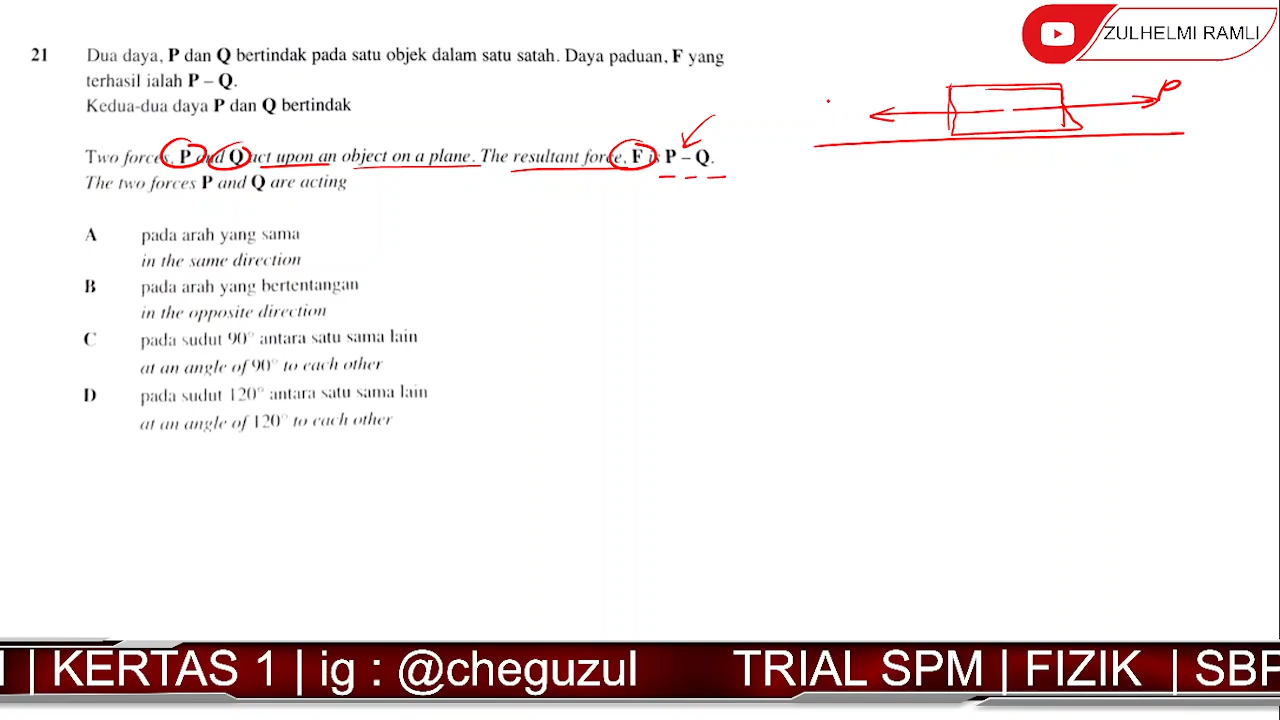 ZULHELMI RAMLI
21 Dua daya, P dan Q bertindak pada satu objek dalam satu satah. Daya paduan, F yang
terhasil ialah P – Q.
Kedua-dua daya P dan Q bertindak
Two forces, P and Q act upon an object on a plane. The resultant force, F is P – Q.
The two forces P and Q are acting
A pada arah yang sama
in the same direction
B pada arah yang bertentangan
in the opposite direction
C pada sudut 90° antara satu sama lain
at an angle of 90° to each other
D pada sudut 120° antara satu sama lain
at an angle of 120° to each other
P
| KERTAS 1 | ig : @cheguzul TRIAL SPM | FIZIK | SBP